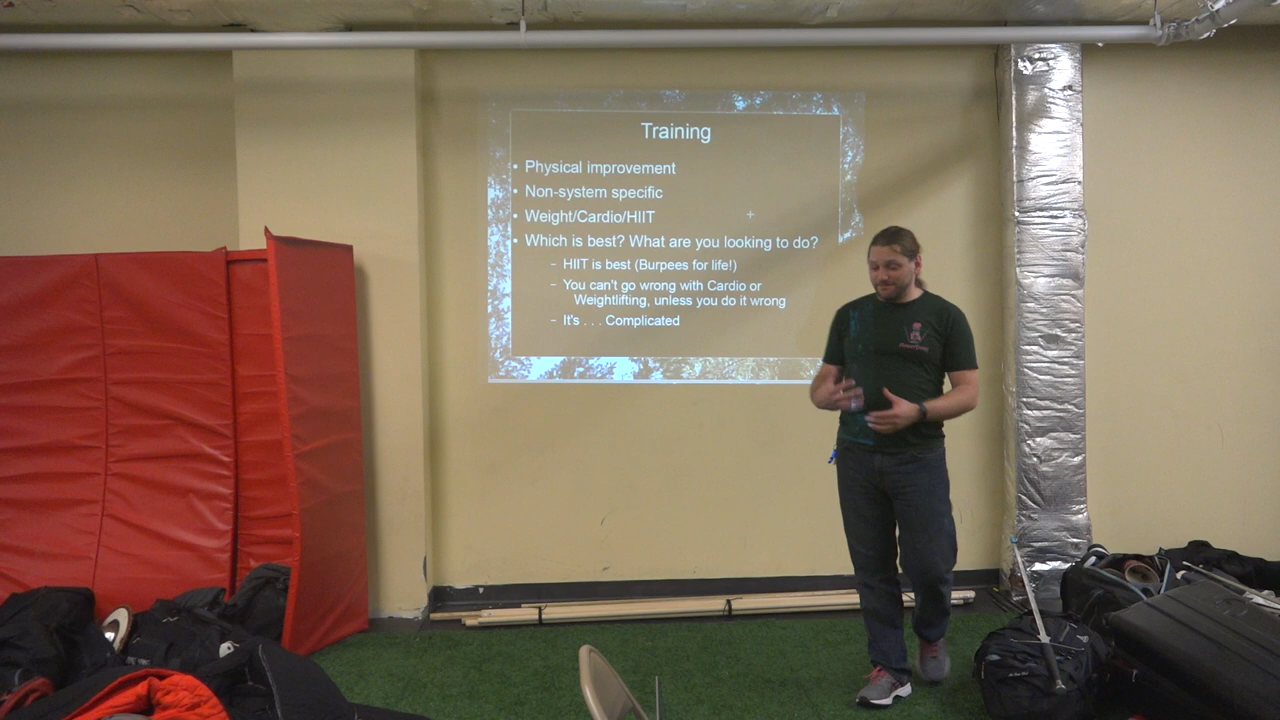 Training
• Physical improvement
• Non-system specific
• Weight/Cardio/HIIT
• Which is best? What are you looking to do?
– HIIT is best (Burpees for life!)
– You can't go wrong with Cardio or
Weightlifting, unless you do it wrong
– It's . . . Complicated